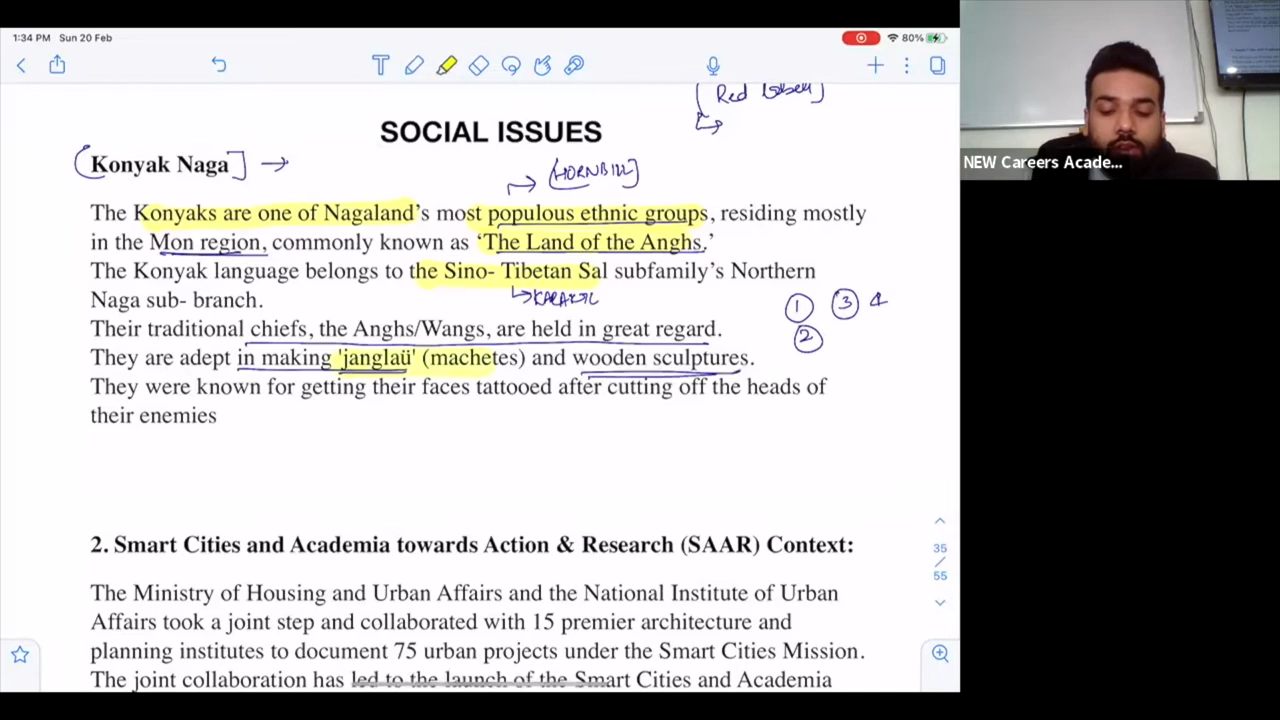 1:34 PM Sun 20 Feb
80%
Red
SOCIAL ISSUES
Konyak Naga
HORNBILL
The Konyaks are one of Nagaland's most populous ethnic groups, residing mostly
in the Mon region, commonly known as 'The Land of the Anghs.'
The Konyak language belongs to the Sino- Tibetan Sal subfamily's Northern
Naga sub- branch.
1 3 4
2
Their traditional chiefs, the Anghs/Wangs, are held in great regard.
They are adept in making 'janglaü' (machetes) and wooden sculptures.
They were known for getting their faces tattooed after cutting off the heads of
their enemies
2. Smart Cities and Academia towards Action & Research (SAAR) Context:
The Ministry of Housing and Urban Affairs and the National Institute of Urban
Affairs took a joint step and collaborated with 15 premier architecture and
planning institutes to document 75 urban projects under the Smart Cities Mission.
The joint collaboration has led to the launch of the Smart Cities and Academia
35
/
55
NEW Careers Acade...